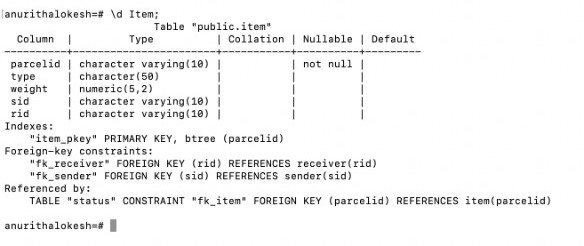 anurithalokesh=# \d Item;
Table "public.item"
Column | Type | Collation | Nullable | Default
----------+-----------------------+-----------+----------+---------
parcelid | character varying(10) | | not null |
type | character(50) | | |
weight | numeric(5,2) | | |
sid | character varying(10) | | |
rid | character varying(10) | | |
Indexes:
"item_pkey" PRIMARY KEY, btree (parcelid)
Foreign-key constraints:
"fk_receiver" FOREIGN KEY (rid) REFERENCES receiver(rid)
"fk_sender" FOREIGN KEY (sid) REFERENCES sender(sid)
Referenced by:
TABLE "status" CONSTRAINT "fk_item" FOREIGN KEY (parcelid) REFERENCES item(parcelid)
anurithalokesh=#